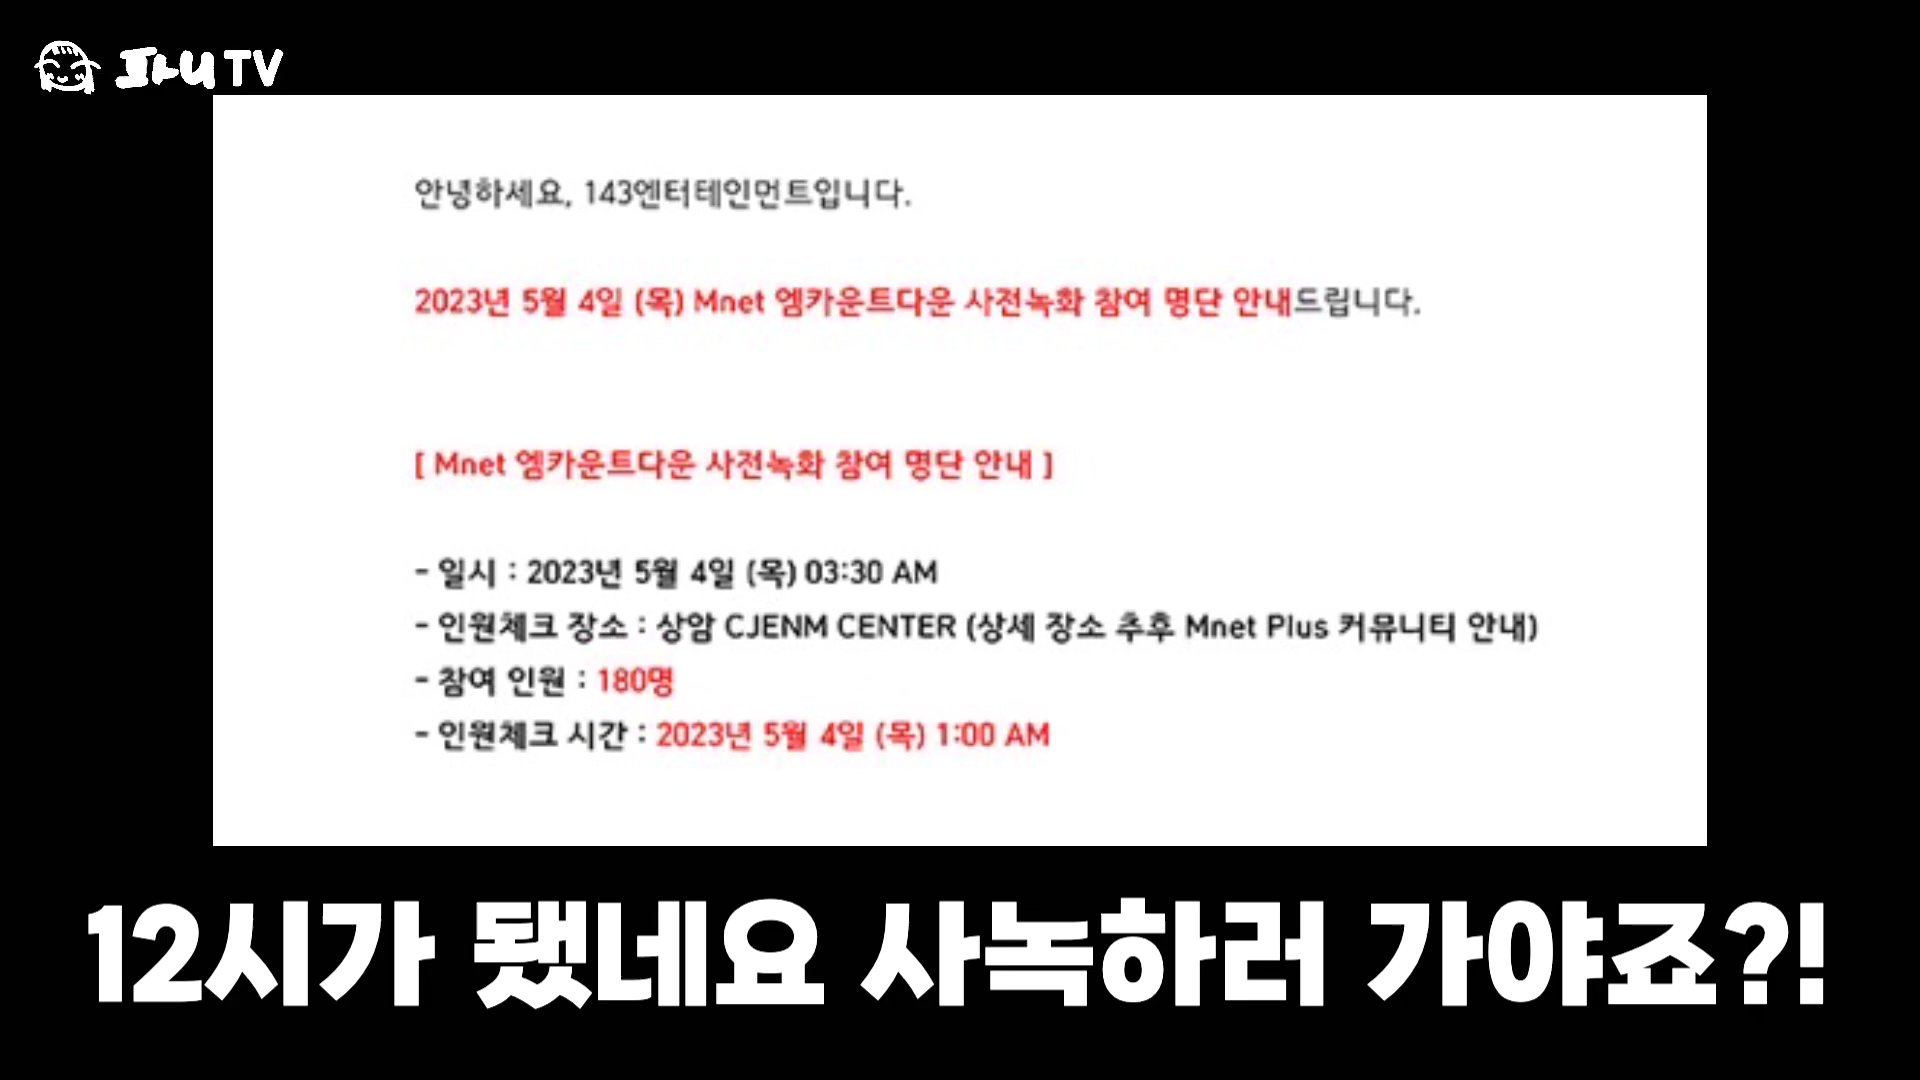 파니 TV
안녕하세요, 143엔터테인먼트입니다.
2023년 5월 4일 (목) Mnet 엠카운트다운 사전녹화 참여 명단 안내드립니다.
[ Mnet 엠카운트다운 사전녹화 참여 명단 안내 ]
- 일시 : 2023년 5월 4일 (목) 03:30 AM
- 인원체크 장소 : 상암 CJENM CENTER (상세 장소 추후 Mnet Plus 커뮤니티 안내)
- 참여 인원 : 180명
- 인원체크 시간 : 2023년 5월 4일 (목) 1:00 AM
12시가 됐네요 사녹하러 가야죠?!